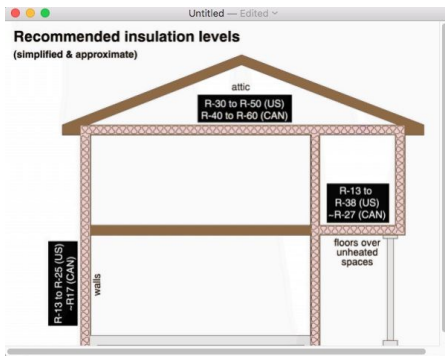 Untitled — Edited
Recommended insulation levels
(simplified & approximate)
attic
R-30 to R-50 (US)
R-40 to R-60 (CAN)
R-13 to
R-38 (US)
~R-27 (CAN)
floors over
unheated
spaces
R-13 to R-25 (US)
~R17 (CAN)
walls